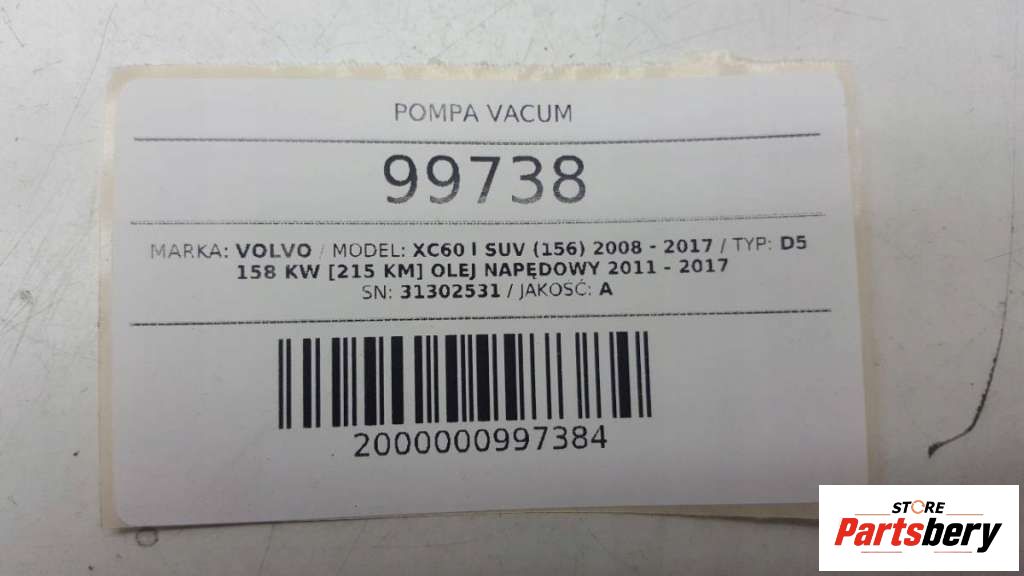 POMPA VACUM
99738
MARKA: VOLVO / MODEL: XC60 I SUV (156) 2008 - 2017 / TYP: D5
158 KW [215 KM] OLEJ NAPĘDOWY 2011 - 2017
SN: 31302531 / JAKOŚĆ: A
2000000997384
STORE
Partsbery